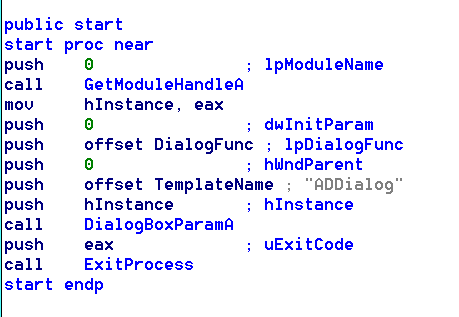 public start
start proc near
push 0 ; lpModuleName
call GetModuleHandleA
mov hInstance, eax
push 0 ; dwInitParam
push offset DialogFunc ; lpDialogFunc
push 0 ; hWndParent
push offset TemplateName ; "ADDialog"
push hInstance ; hInstance
call DialogBoxParamA
push eax ; uExitCode
call ExitProcess
start endp